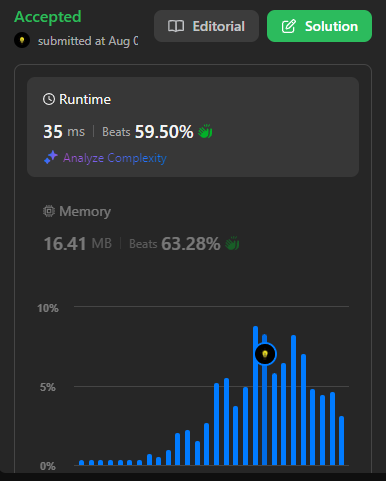 Accepted
Editorial
Solution
submitted at Aug 0
Runtime
35 ms | Beats 59.50%
Analyze Complexity
Memory
16.41 MB | Beats 63.28%
10%
5%
0%